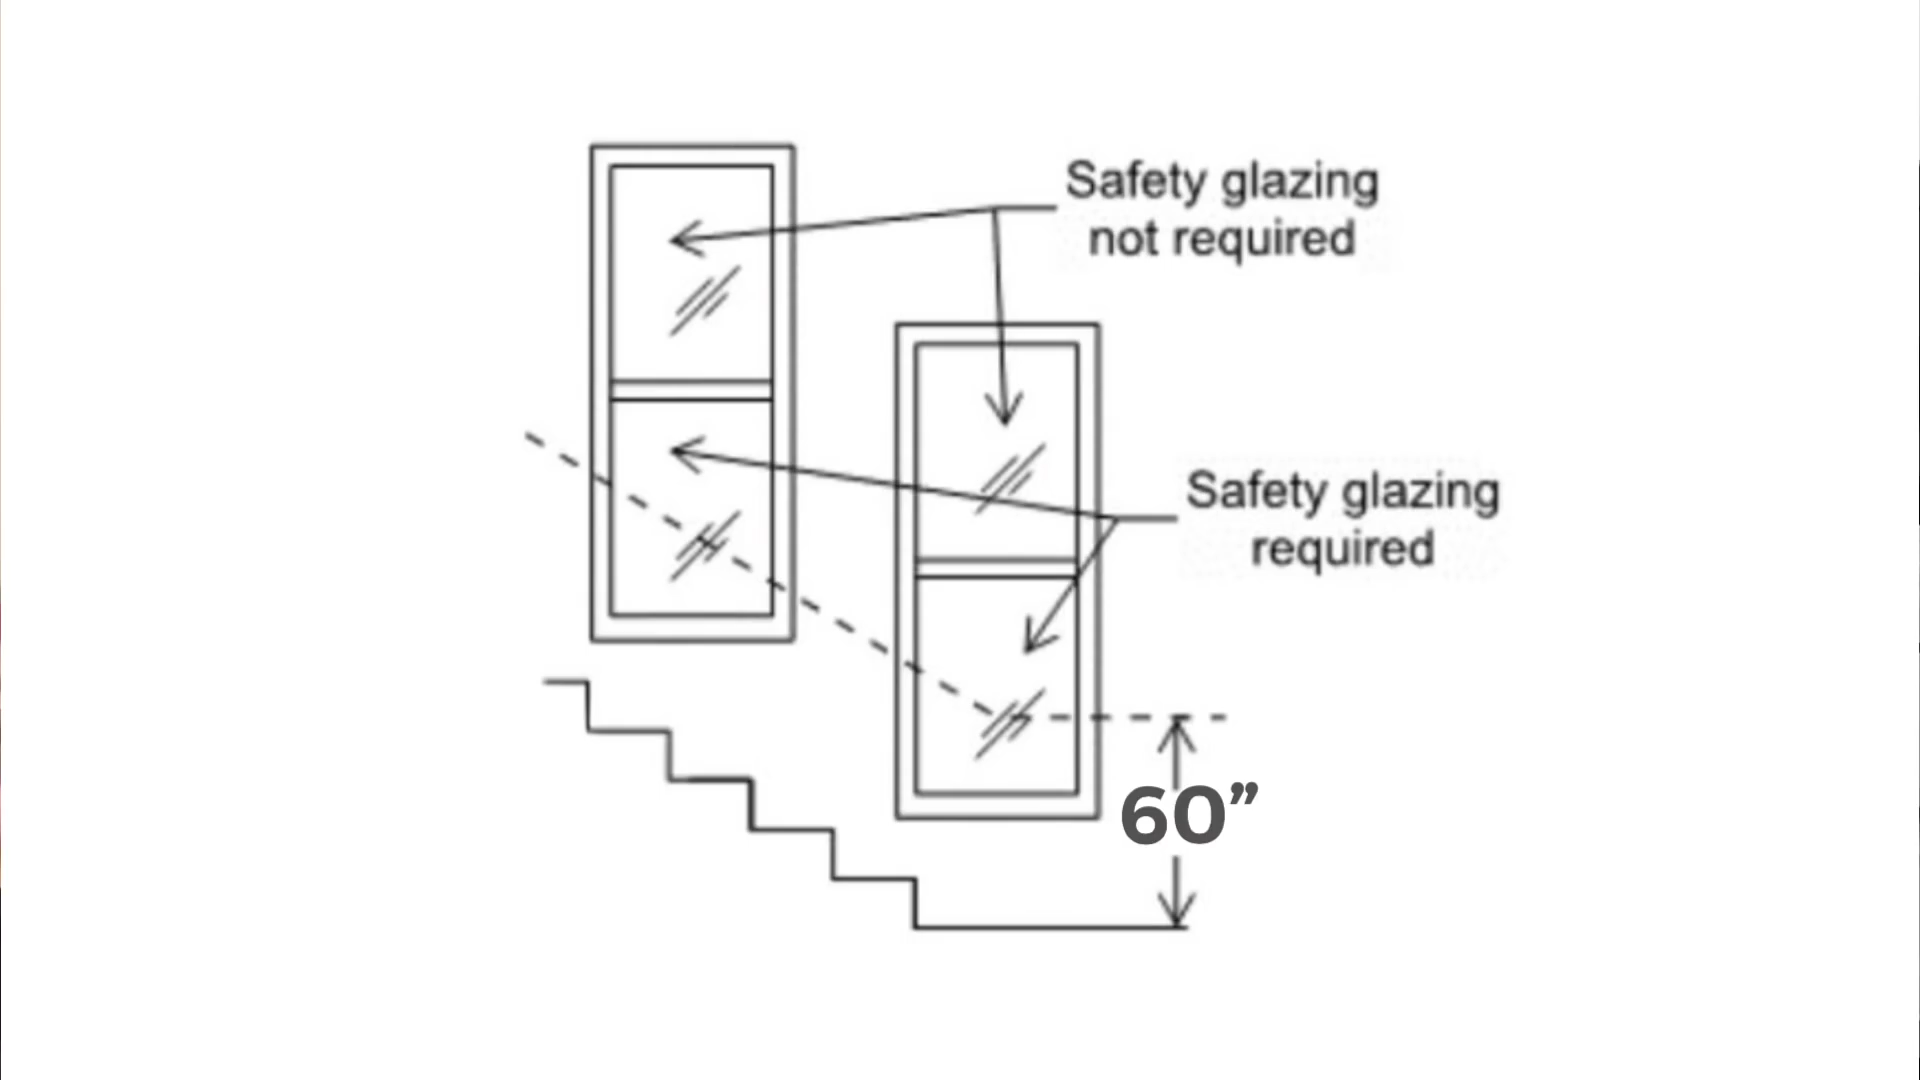 Safety glazing
not required
Safety glazing
required
60”